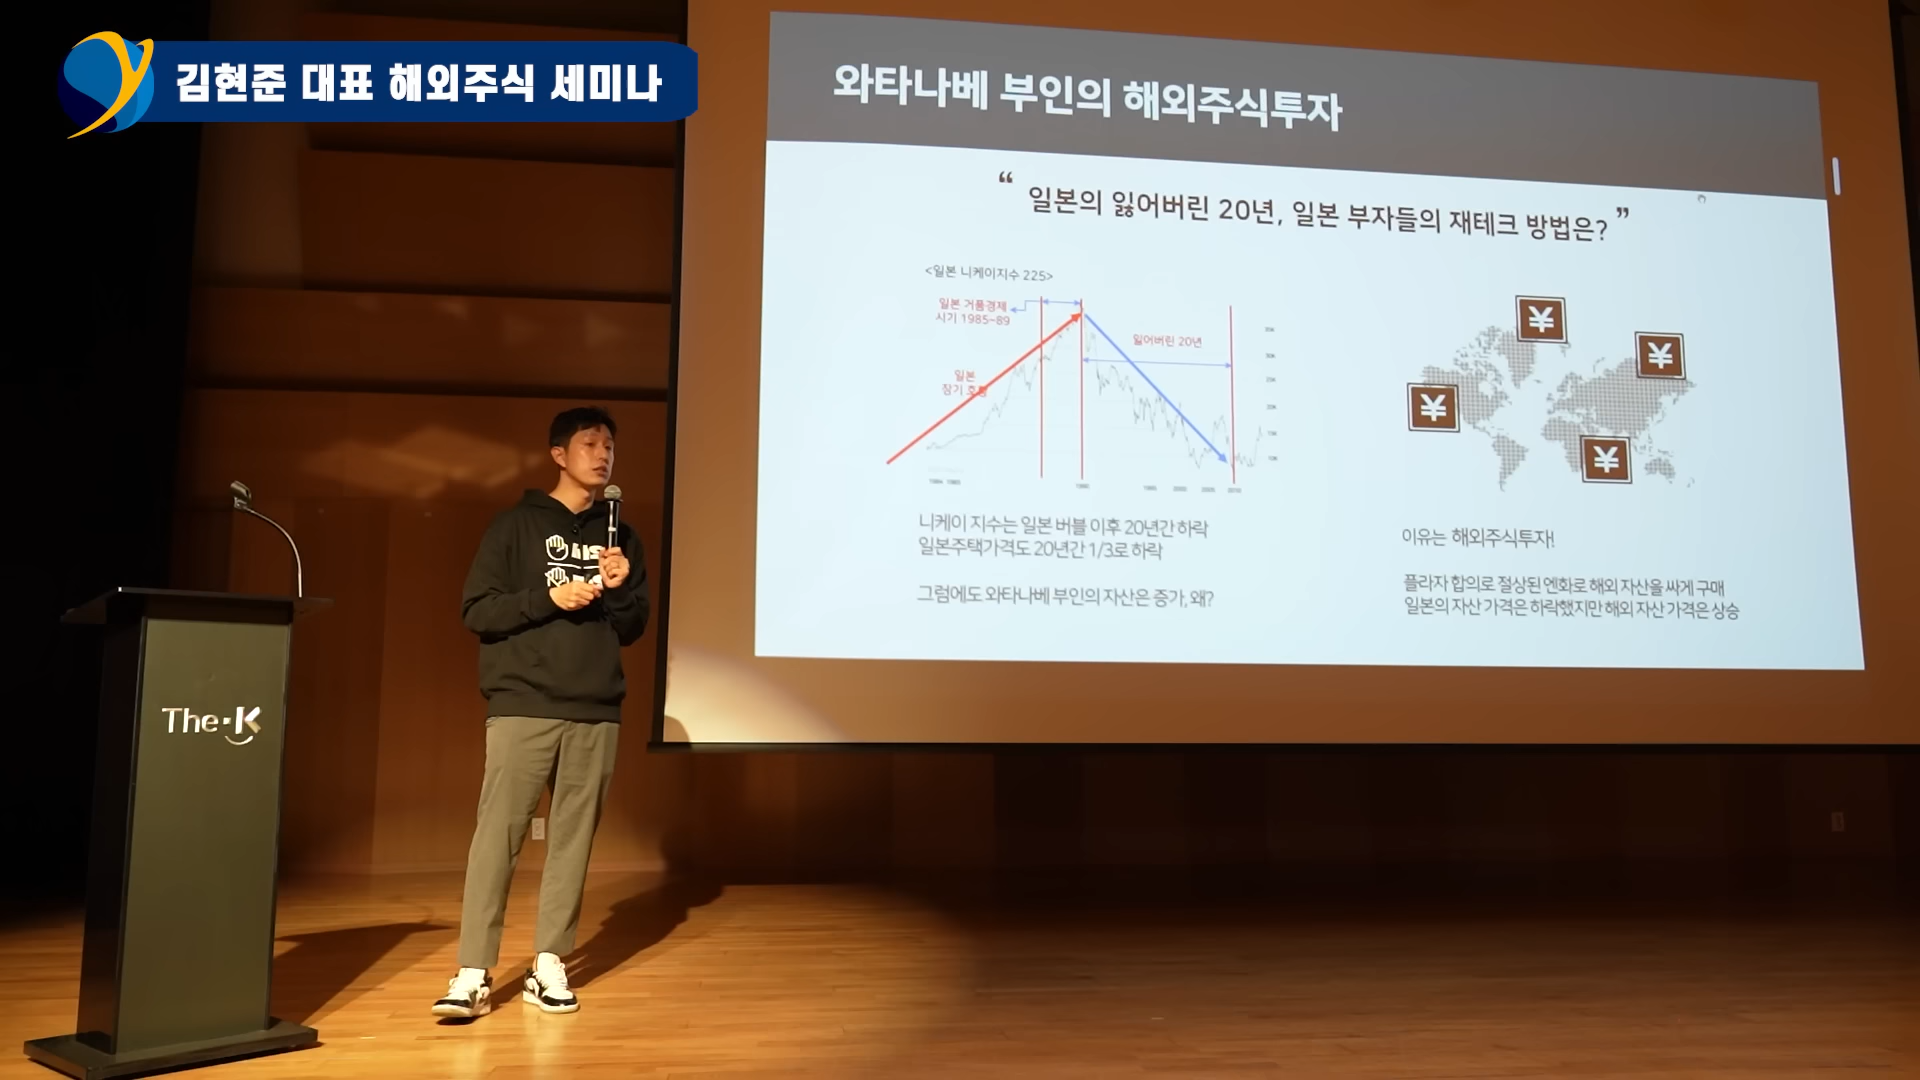 김현준 대표 해외주식 세미나
와타나베 부인의 해외주식투자
“ 일본의 잃어버린 20년, 일본 부자들의 재테크 방법은? ”
<일본 니케이지수 225>
일본 거품경제
시기 1985~89
잃어버린 20년
일본
장기 호황
1990
1995 2000 2005 2010
니케이 지수는 일본 버블 이후 20년간 하락
일본주택가격도 20년간 1/3로 하락
그럼에도 와타나베 부인의 자산은 증가, 왜?
¥
¥
¥
¥
이유는 해외주식투자!
플라자 합의로 절상된 엔화로 해외 자산을 싸게 구매
일본의 자산 가격은 하락했지만 해외 자산 가격은 상승
The·K